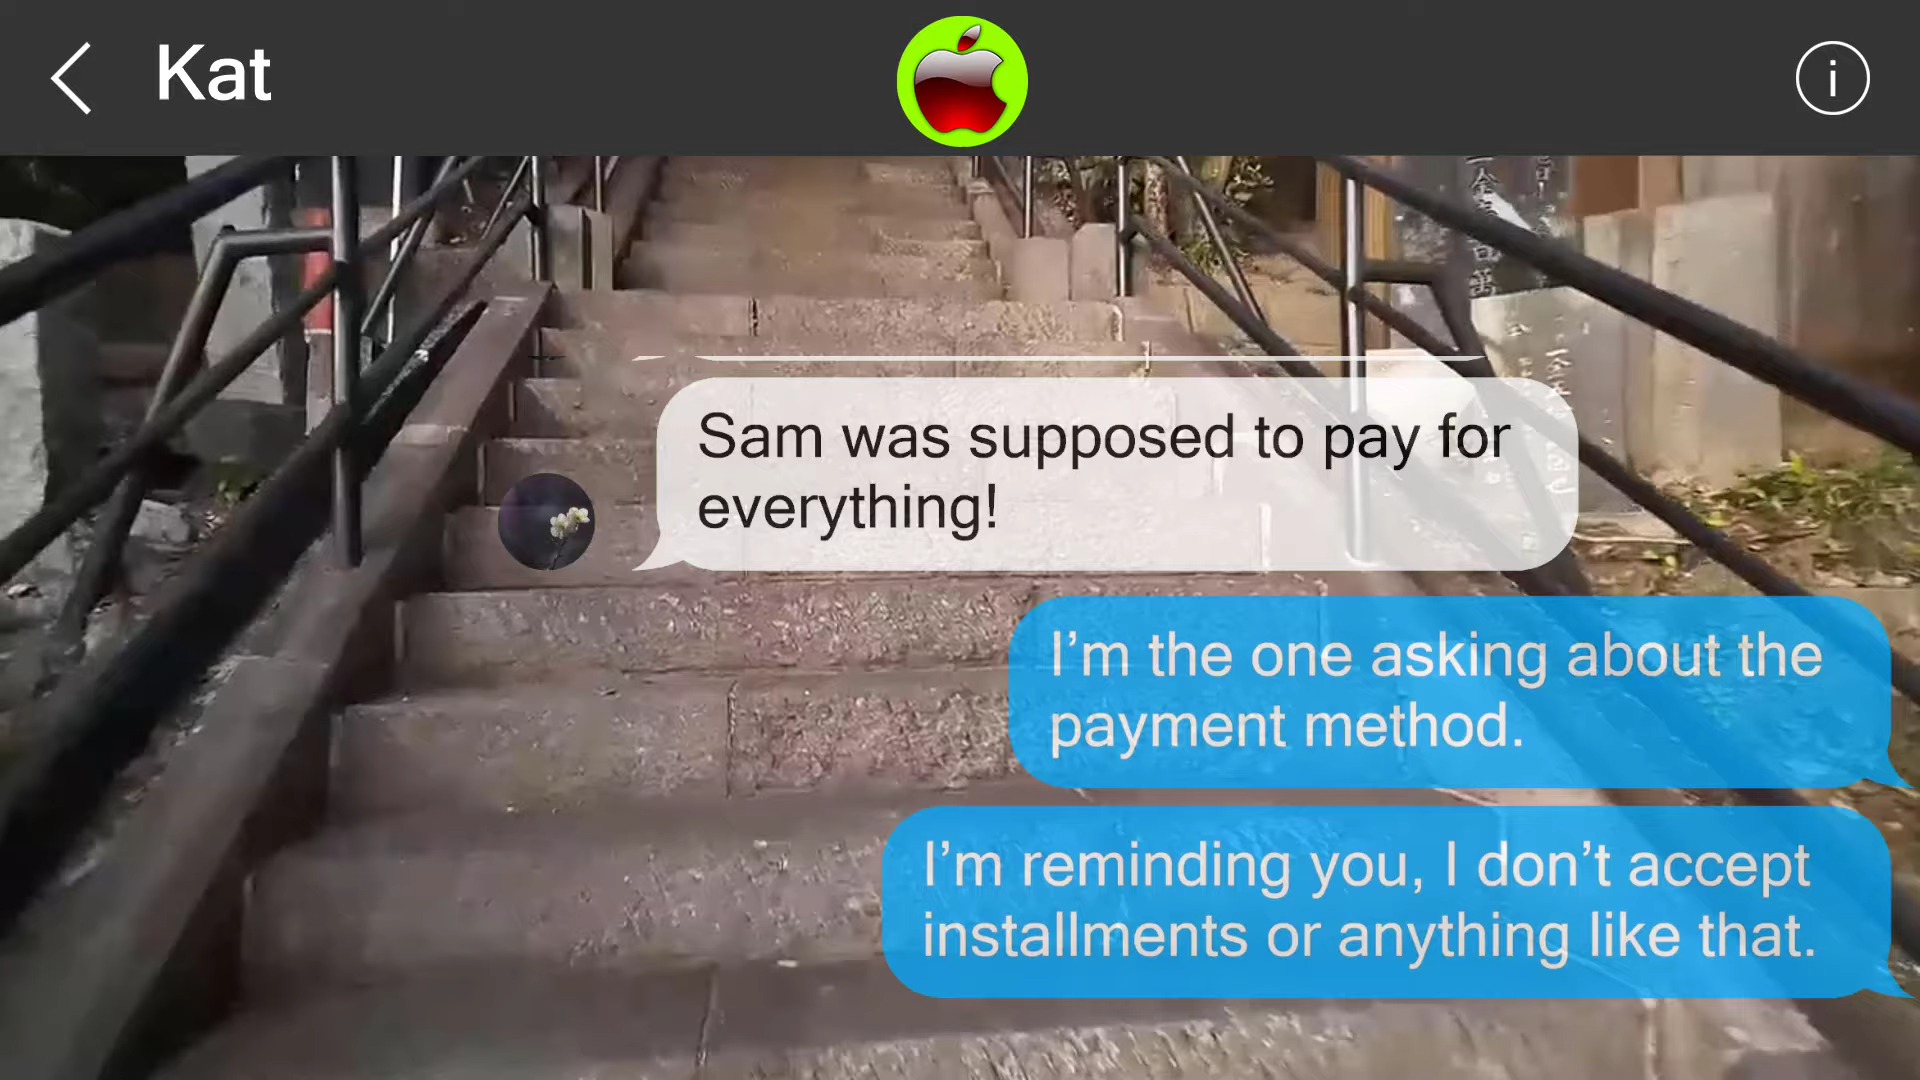 Kat
Sam was supposed to pay for
everything!
I’m the one asking about the
payment method.
I’m reminding you, I don’t accept
installments or anything like that.